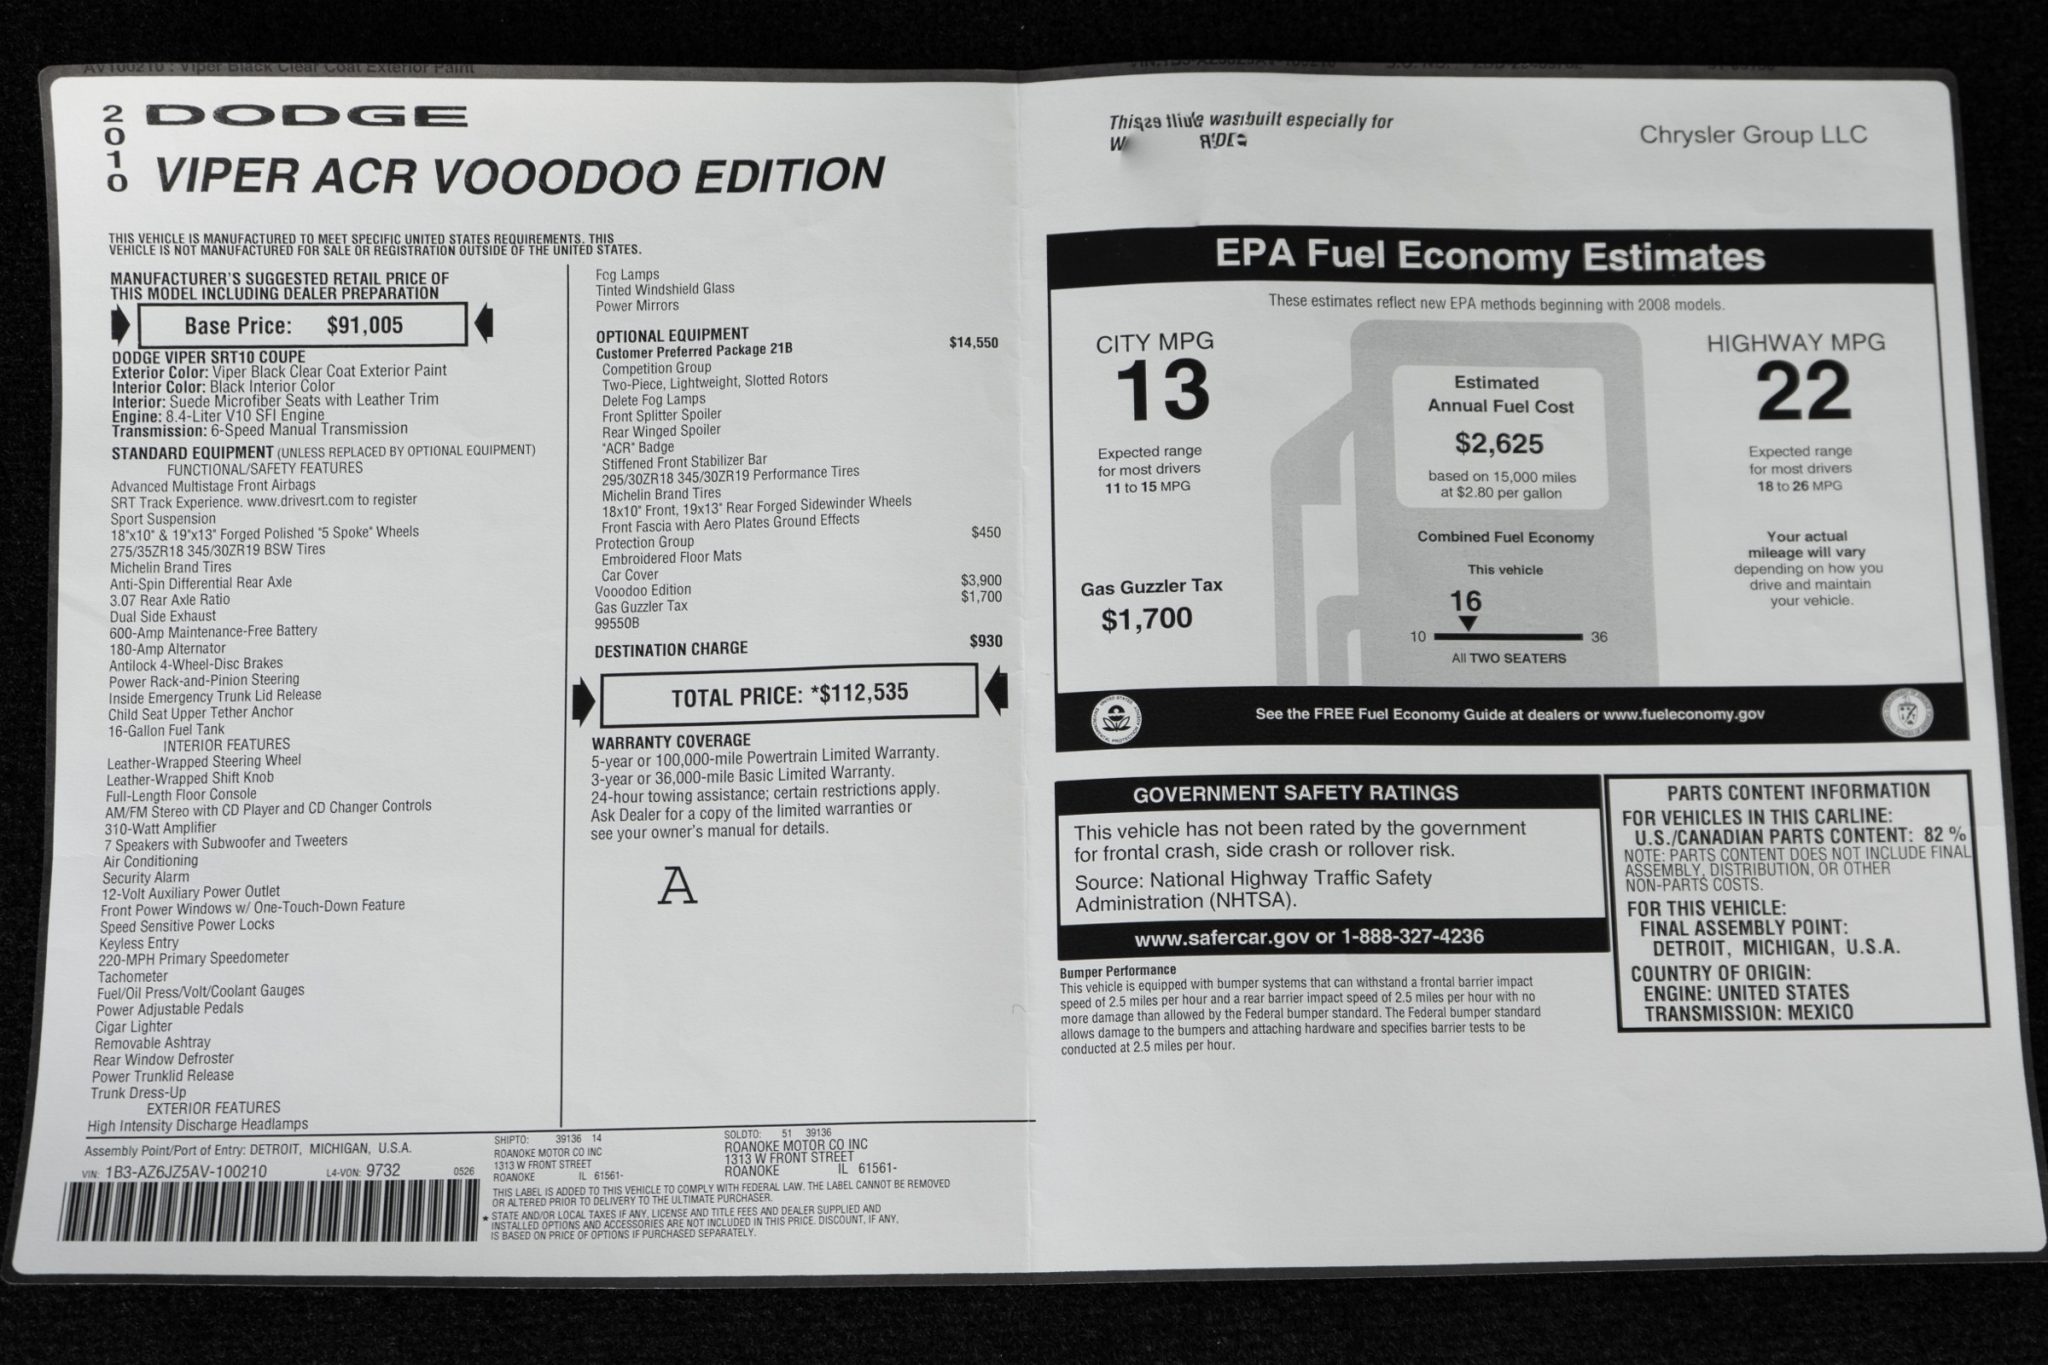 AV100210 : Viper Black Clear Coat Exterior Paint
2010
DODGE
VIPER ACR VOOODOO EDITION
THIS VEHICLE IS MANUFACTURED TO MEET SPECIFIC UNITED STATES REQUIREMENTS. THIS
VEHICLE IS NOT MANUFACTURED FOR SALE OR REGISTRATION OUTSIDE OF THE UNITED STATES.
MANUFACTURER'S SUGGESTED RETAIL PRICE OF
THIS MODEL INCLUDING DEALER PREPARATION
Base Price: $91,005
DODGE VIPER SRT10 COUPE
Exterior Color: Viper Black Clear Coat Exterior Paint
Interior Color: Black Interior Color
Interior: Suede Microfiber Seats with Leather Trim
Engine: 8.4-Liter V10 SFI Engine
Transmission: 6-Speed Manual Transmission
STANDARD EQUIPMENT (UNLESS REPLACED BY OPTIONAL EQUIPMENT)
FUNCTIONAL/SAFETY FEATURES
Advanced Multistage Front Airbags
SRT Track Experience. www.drivesrt.com to register
Sport Suspension
18"x10" & 19"x13" Forged Polished "5 Spoke" Wheels
275/35ZR18 345/30ZR19 BSW Tires
Michelin Brand Tires
Anti-Spin Differential Rear Axle
3.07 Rear Axle Ratio
Dual Side Exhaust
600-Amp Maintenance-Free Battery
180-Amp Alternator
Antilock 4-Wheel-Disc Brakes
Power Rack-and-Pinion Steering
Inside Emergency Trunk Lid Release
Child Seat Upper Tether Anchor
16-Gallon Fuel Tank
INTERIOR FEATURES
Leather-Wrapped Steering Wheel
Leather-Wrapped Shift Knob
Full-Length Floor Console
AM/FM Stereo with CD Player and CD Changer Controls
310-Watt Amplifier
7 Speakers with Subwoofer and Tweeters
Air Conditioning
Security Alarm
12-Volt Auxiliary Power Outlet
Front Power Windows w/ One-Touch-Down Feature
Speed Sensitive Power Locks
Keyless Entry
220-MPH Primary Speedometer
Tachometer
Fuel/Oil Press/Volt/Coolant Gauges
Power Adjustable Pedals
Cigar Lighter
Removable Ashtray
Rear Window Defroster
Power Trunklid Release
Trunk Dress-Up
EXTERIOR FEATURES
High Intensity Discharge Headlamps
Fog Lamps
Tinted Windshield Glass
Power Mirrors
OPTIONAL EQUIPMENT
Customer Preferred Package 21B $14,550
Competition Group
Two-Piece, Lightweight, Slotted Rotors
Delete Fog Lamps
Front Splitter Spoiler
Rear Winged Spoiler
"ACR" Badge
Stiffened Front Stabilizer Bar
295/30ZR18 345/30ZR19 Performance Tires
Michelin Brand Tires
18x10" Front, 19x13" Rear Forged Sidewinder Wheels
Front Fascia with Aero Plates Ground Effects
Protection Group $450
Embroidered Floor Mats
Car Cover
Vooodoo Edition $3,900
Gas Guzzler Tax $1,700
99550B
DESTINATION CHARGE $930
TOTAL PRICE: *$112,535
WARRANTY COVERAGE
5-year or 100,000-mile Powertrain Limited Warranty.
3-year or 36,000-mile Basic Limited Warranty.
24-hour towing assistance; certain restrictions apply.
Ask Dealer for a copy of the limited warranties or
see your owner's manual for details.
A
Assembly Point/Port of Entry: DETROIT, MICHIGAN, U.S.A.
VIN: 1B3-AZ6JZ5AV-100210 L4-VON: 9732 0526
SHIPTO: 39136 14
ROANOKE MOTOR CO INC
1313 W FRONT STREET
ROANOKE IL 61561-
SOLDTO: 51 39136
ROANOKE MOTOR CO INC
1313 W FRONT STREET
ROANOKE IL 61561-
THIS LABEL IS ADDED TO THIS VEHICLE TO COMPLY WITH FEDERAL LAW. THE LABEL CANNOT BE REMOVED
OR ALTERED PRIOR TO DELIVERY TO THE ULTIMATE PURCHASER.
* STATE AND/OR LOCAL TAXES IF ANY, LICENSE AND TITLE FEES AND DEALER SUPPLIED AND
INSTALLED OPTIONS AND ACCESSORIES ARE NOT INCLUDED IN THIS PRICE. DISCOUNT, IF ANY,
IS BASED ON PRICE OF OPTIONS IF PURCHASED SEPARATELY.
built especially for
Chrysler Group LLC
EPA Fuel Economy Estimates
These estimates reflect new EPA methods beginning with 2008 models.
CITY MPG
13
Expected range
for most drivers
11 to 15 MPG
Gas Guzzler Tax
$1,700
Estimated
Annual Fuel Cost
$2,625
based on 15,000 miles
at $2.80 per gallon
Combined Fuel Economy
This vehicle
16
10 36
All TWO SEATERS
HIGHWAY MPG
22
Expected range
for most drivers
18 to 26 MPG
Your actual
mileage will vary
depending on how you
drive and maintain
your vehicle.
See the FREE Fuel Economy Guide at dealers or www.fueleconomy.gov
GOVERNMENT SAFETY RATINGS
This vehicle has not been rated by the government
for frontal crash, side crash or rollover risk.
Source: National Highway Traffic Safety
Administration (NHTSA).
www.safercar.gov or 1-888-327-4236
Bumper Performance
This vehicle is equipped with bumper systems that can withstand a frontal barrier impact
speed of 2.5 miles per hour and a rear barrier impact speed of 2.5 miles per hour with no
more damage than allowed by the Federal bumper standard. The Federal bumper standard
allows damage to the bumpers and attaching hardware and specifies barrier tests to be
conducted at 2.5 miles per hour.
PARTS CONTENT INFORMATION
FOR VEHICLES IN THIS CARLINE:
U.S./CANADIAN PARTS CONTENT: 82 %
NOTE: PARTS CONTENT DOES NOT INCLUDE FINAL
ASSEMBLY, DISTRIBUTION, OR OTHER
NON-PARTS COSTS.
FOR THIS VEHICLE:
FINAL ASSEMBLY POINT:
DETROIT, MICHIGAN, U.S.A.
COUNTRY OF ORIGIN:
ENGINE: UNITED STATES
TRANSMISSION: MEXICO